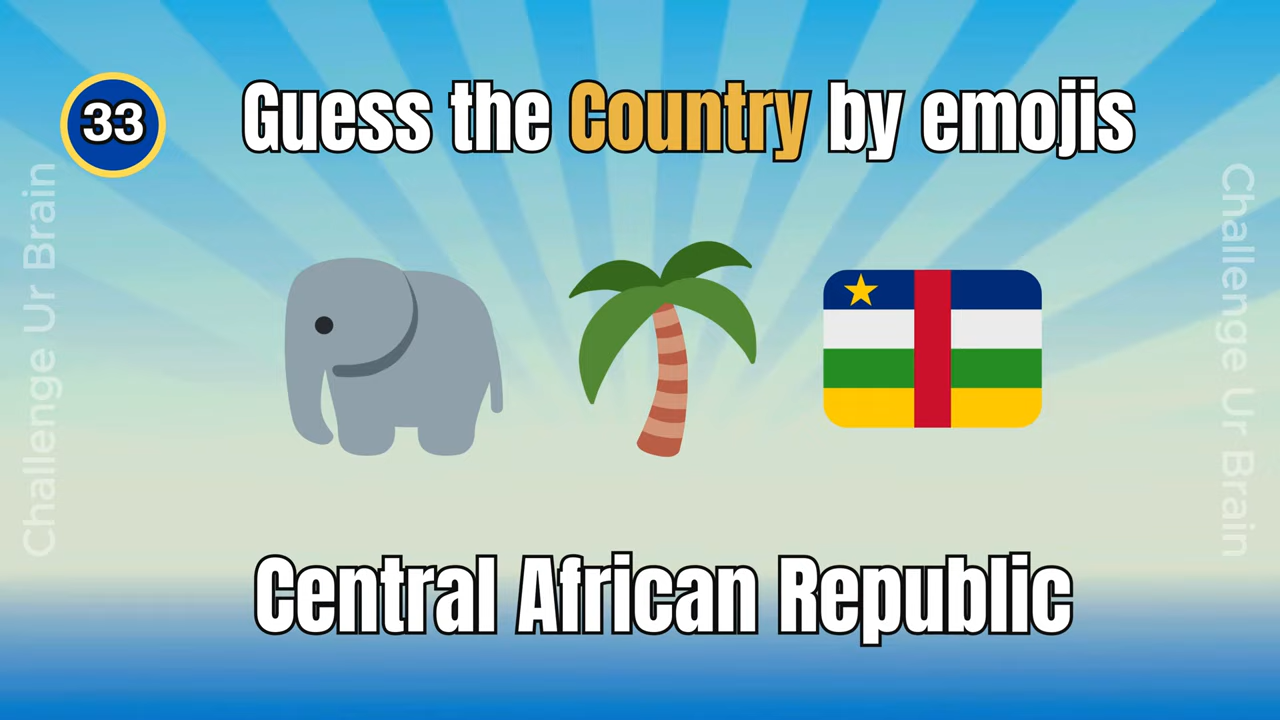 33
Guess the Country by emojis
Challenge Ur Brain
Challenge Ur Brain
Central African Republic